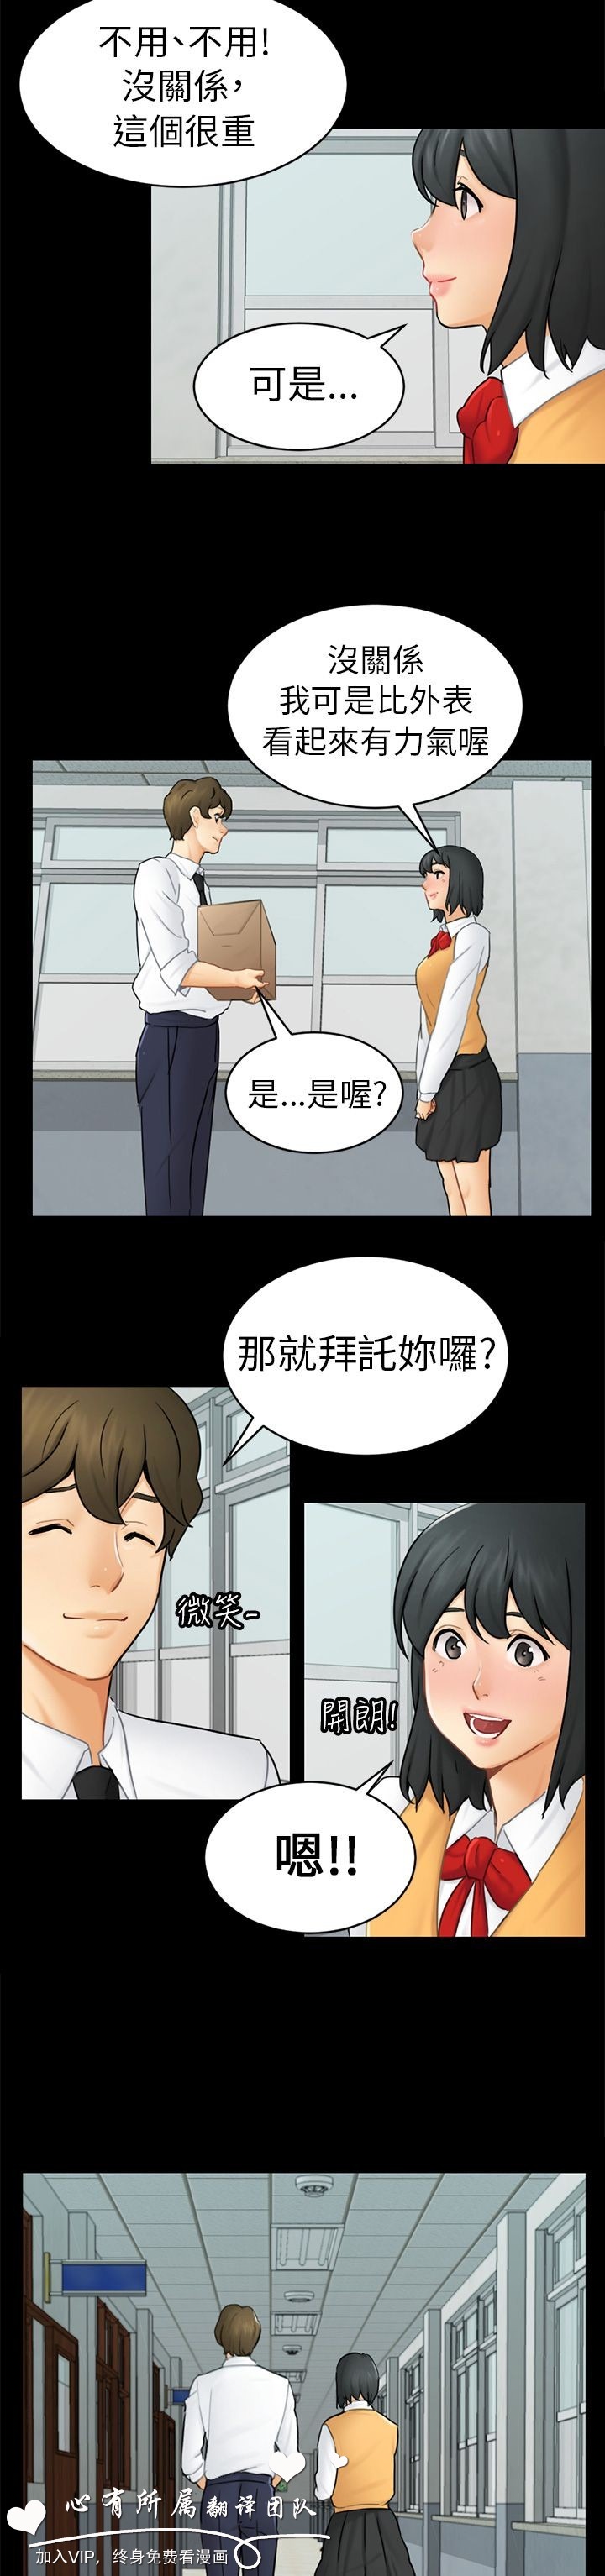 不用、不用!
沒關係，
這個很重
可是...
沒關係
我可是比外表
看起來有力氣喔
是...是喔?
那就拜託妳囉?
微笑-
開朗!
嗯!!
心有所属翻译团队
加入VIP，终身免费看漫画